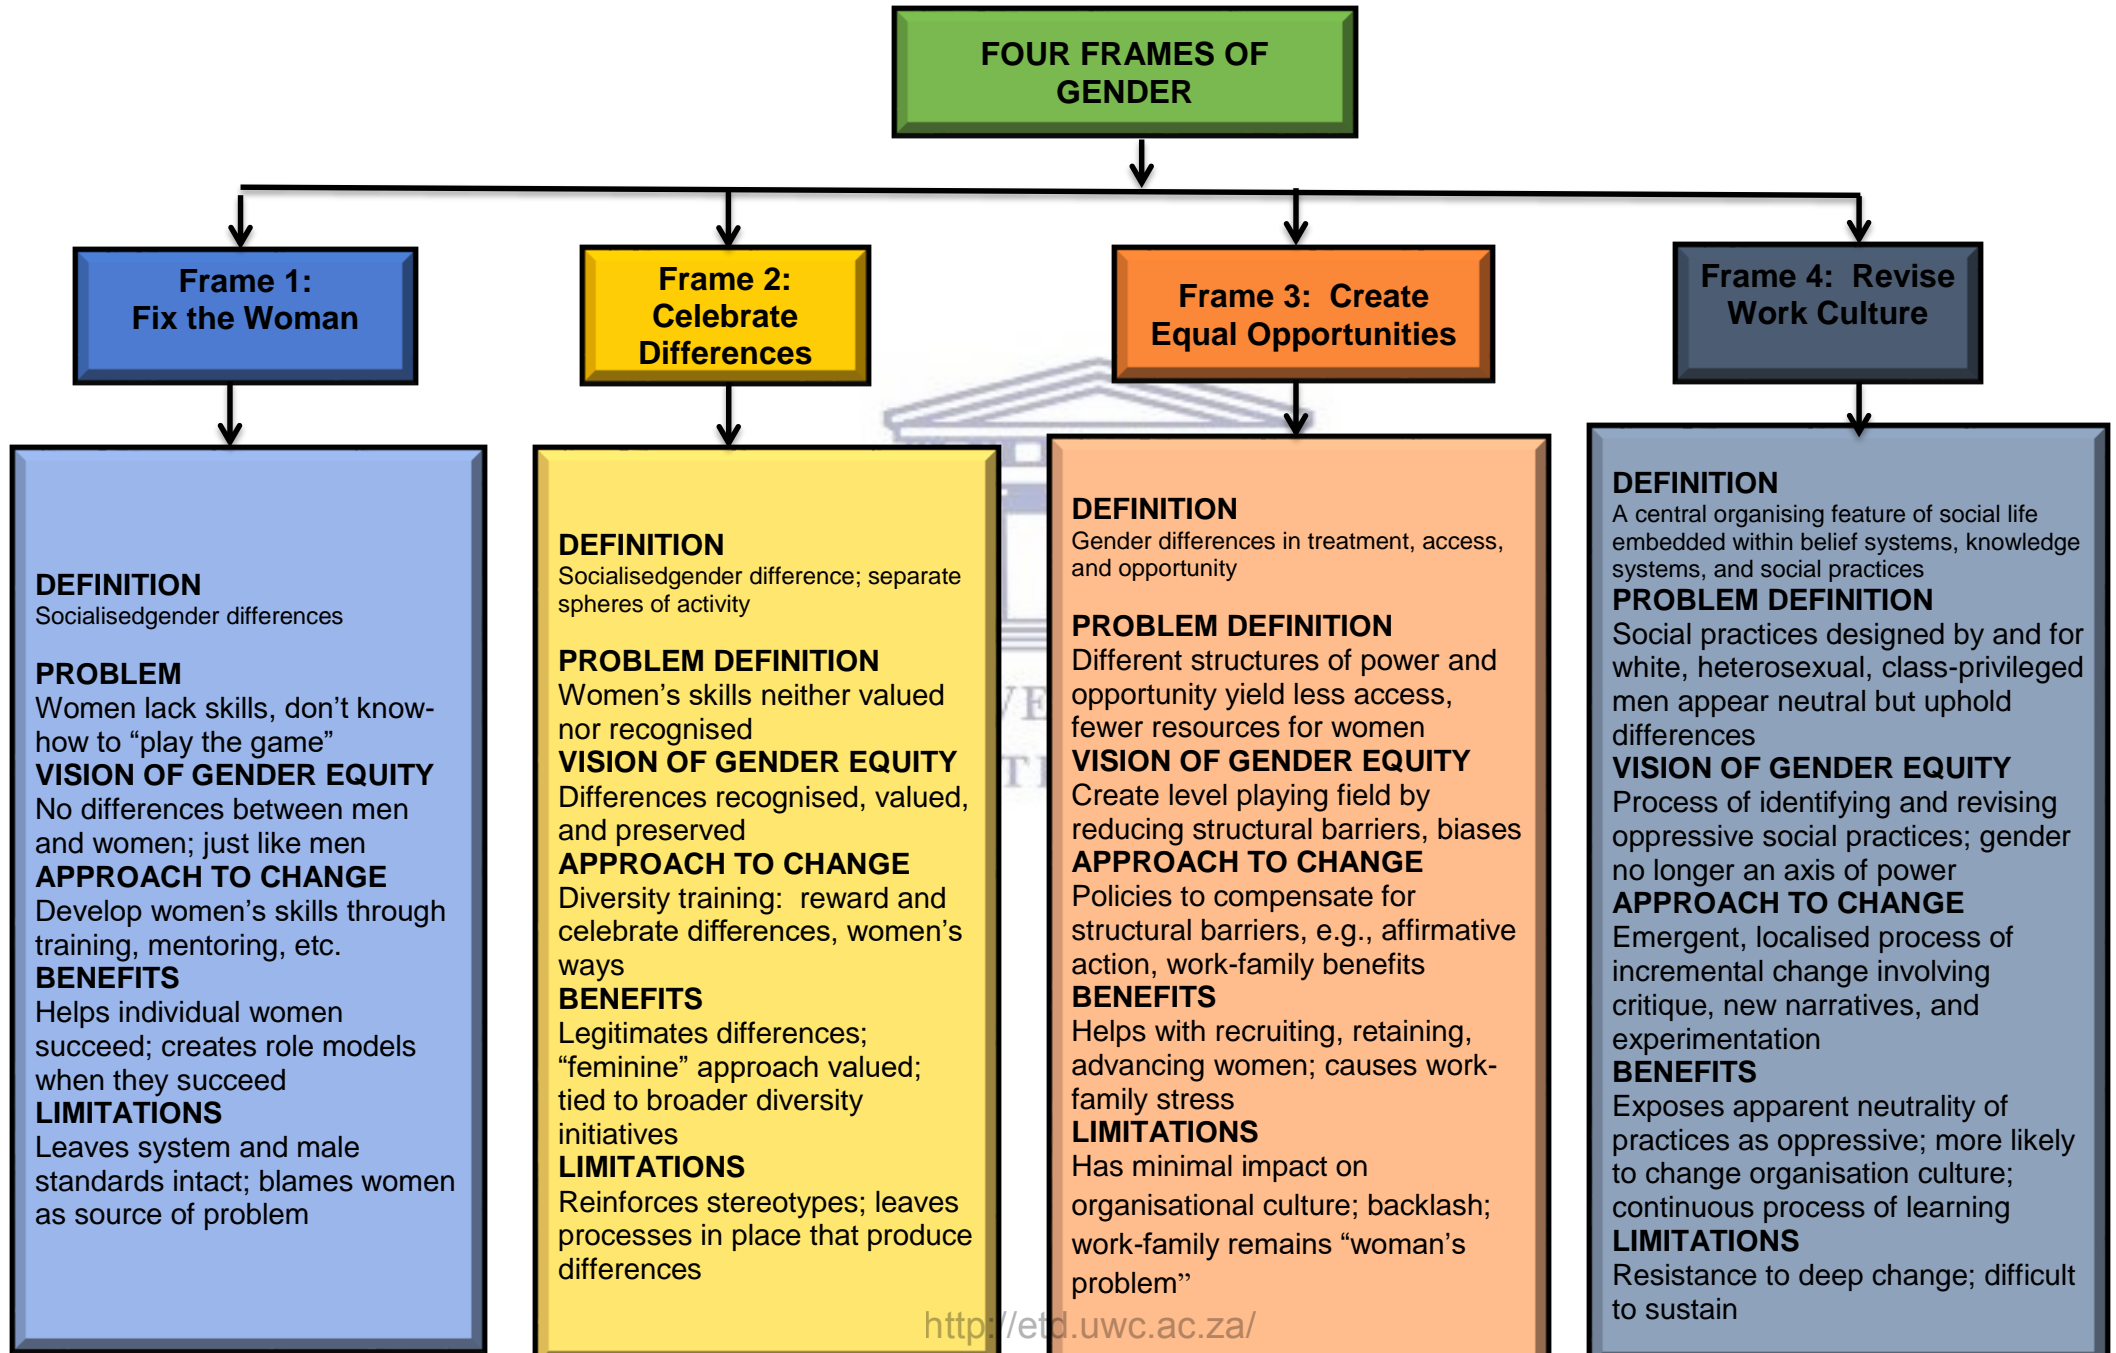 FOUR FRAMES OF
GENDER
Frame 1:
Fix the Woman
Frame 2:
Celebrate
Differences
Frame 3:  Create
Equal Opportunities
Frame 4:  Revise
Work Culture
DEFINITION
Socialisedgender differences
PROBLEM
Women lack skills, don’t know-
how to “play the game”
VISION OF GENDER EQUITY
No differences between men
and women; just like men
APPROACH TO CHANGE
Develop women’s skills through
training, mentoring, etc.
BENEFITS
Helps individual women
succeed; creates role models
when they succeed
LIMITATIONS
Leaves system and male
standards intact; blames women
as source of problem
DEFINITION
Socialisedgender difference; separate
spheres of activity
PROBLEM DEFINITION
Women’s skills neither valued
nor recognised
VISION OF GENDER EQUITY
Differences recognised, valued,
and preserved
APPROACH TO CHANGE
Diversity training:  reward and
celebrate differences, women’s
ways
BENEFITS
Legitimates differences;
“feminine” approach valued;
tied to broader diversity
initiatives
LIMITATIONS
Reinforces stereotypes; leaves
processes in place that produce
differences
DEFINITION
Gender differences in treatment, access,
and opportunity
PROBLEM DEFINITION
Different structures of power and
opportunity yield less access,
fewer resources for women
VISION OF GENDER EQUITY
Create level playing field by
reducing structural barriers, biases
APPROACH TO CHANGE
Policies to compensate for
structural barriers, e.g., affirmative
action, work-family benefits
BENEFITS
Helps with recruiting, retaining,
advancing women; causes work-
family stress
LIMITATIONS
Has minimal impact on
organisational culture; backlash;
work-family remains “woman’s
problem”
DEFINITION
A central organising feature of social life
embedded within belief systems, knowledge
systems, and social practices
PROBLEM DEFINITION
Social practices designed by and for
white, heterosexual, class-privileged
men appear neutral but uphold
differences
VISION OF GENDER EQUITY
Process of identifying and revising
oppressive social practices; gender
no longer an axis of power
APPROACH TO CHANGE
Emergent, localised process of
incremental change involving
critique, new narratives, and
experimentation
BENEFITS
Exposes apparent neutrality of
practices as oppressive; more likely
to change organisation culture;
continuous process of learning
LIMITATIONS
Resistance to deep change; difficult
to sustain
http://etd.uwc.ac.za/